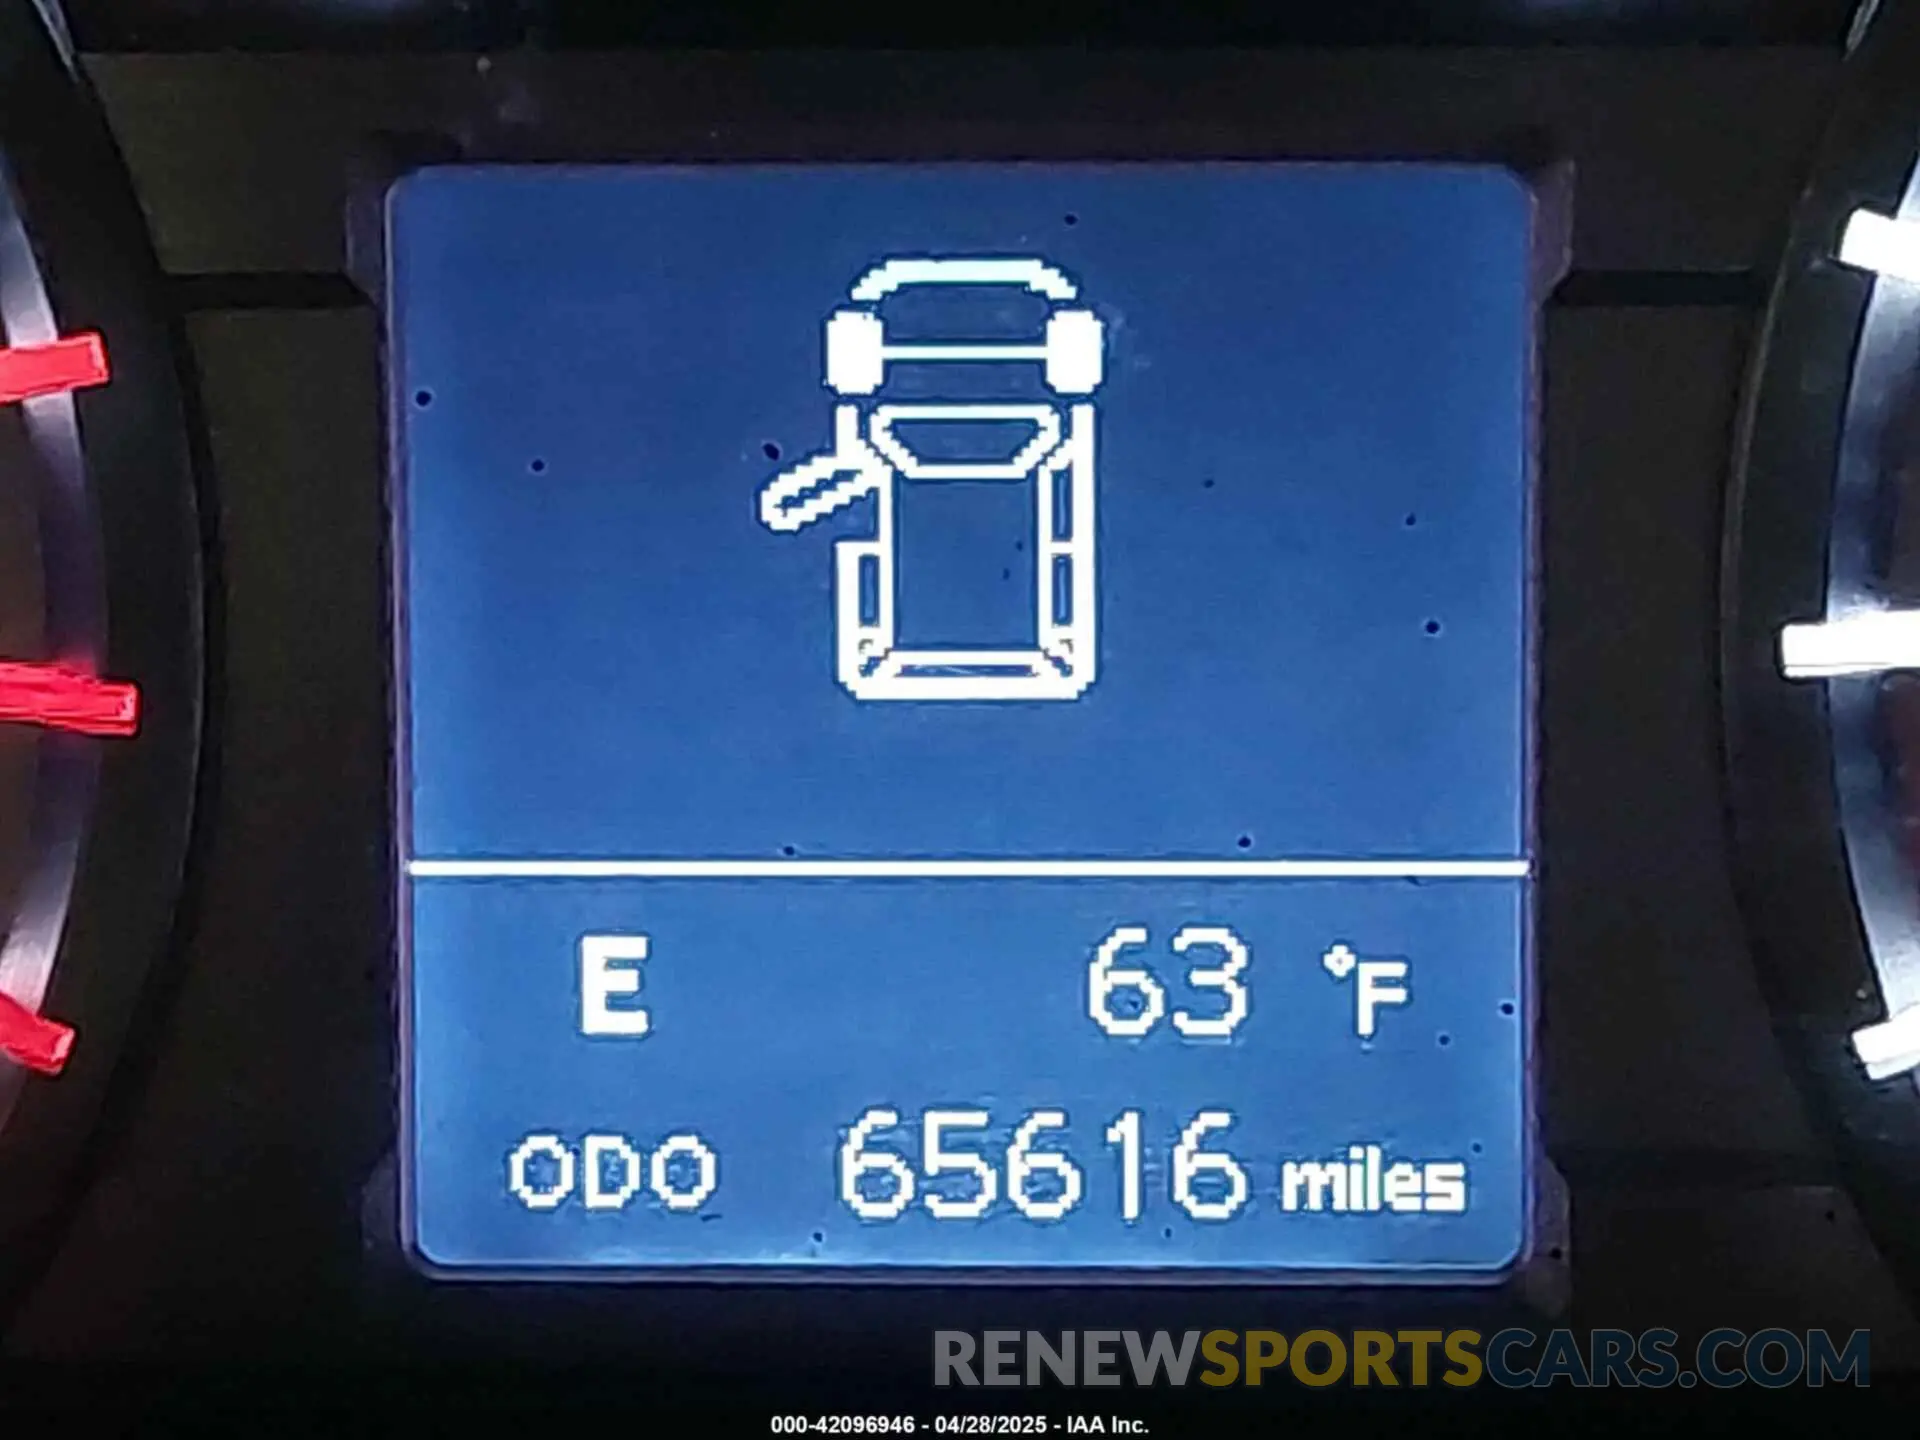 E 63 °F
ODO 65616 miles
RENEWSPORTSCARS.COM
000-42096946 - 04/28/2025 - IAA Inc.